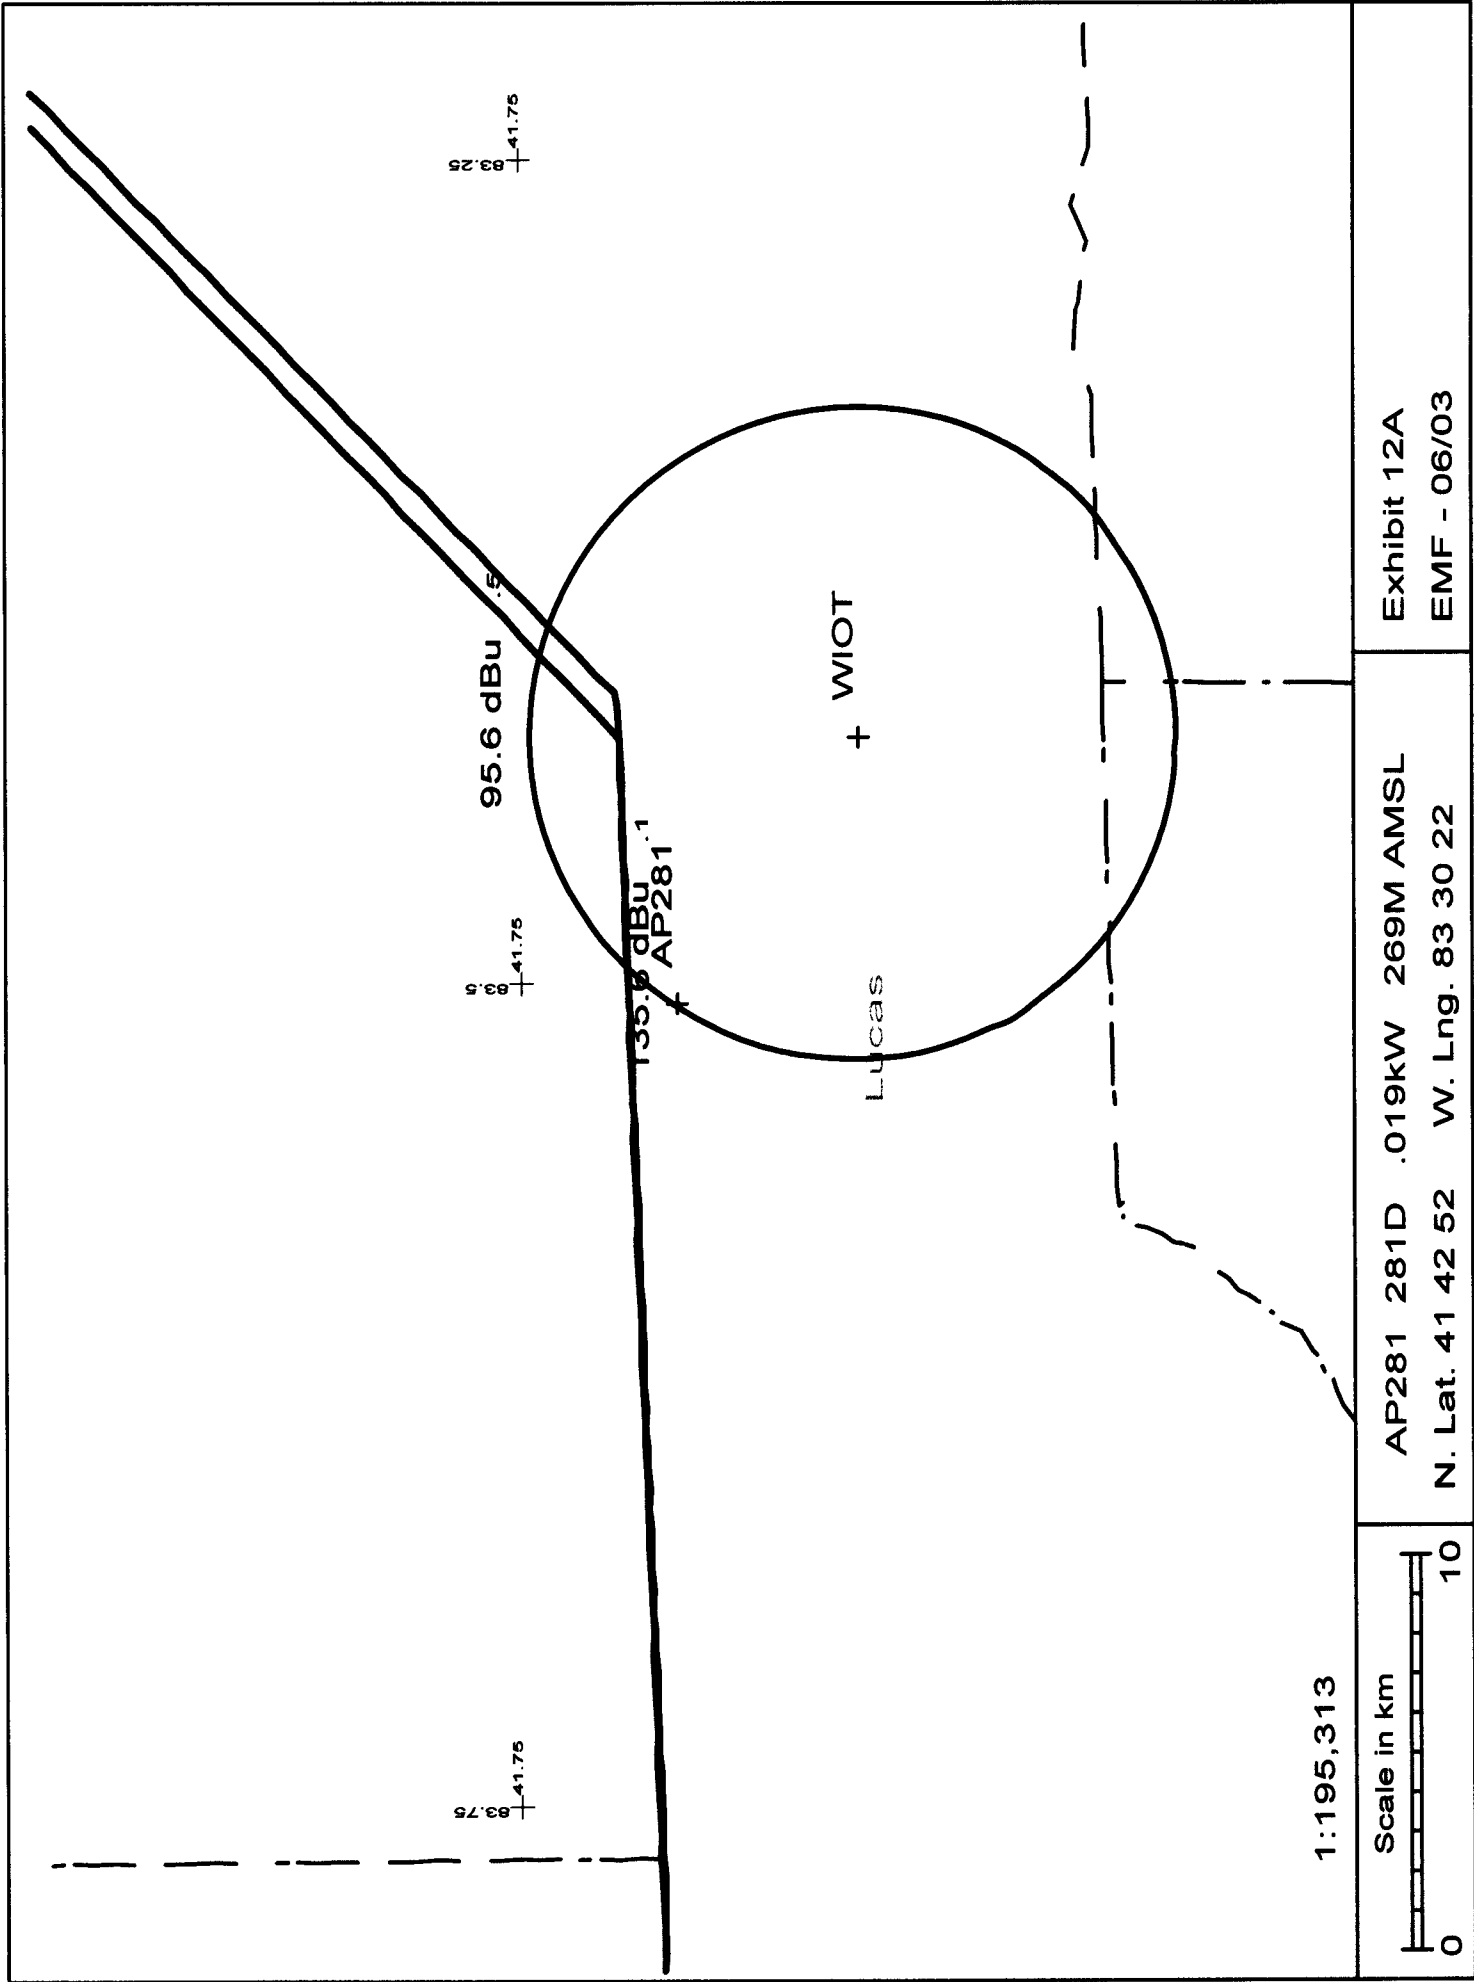 83.75
41.75
83.5
41.75
83.25
41.75
95.6 dBu
.5
135.6 dBu
.1
AP281
WIOT
Lucas
1:195,313
Scale in km
0
10
AP281 281D .019kW 269M AMSL
N. Lat. 41 42 52 W. Lng. 83 30 22
Exhibit 12A
EMF - 06/03